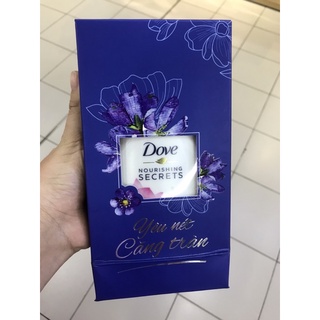 Dove
NOURISHING
SECRETS
Yêu nét
Căng tràn